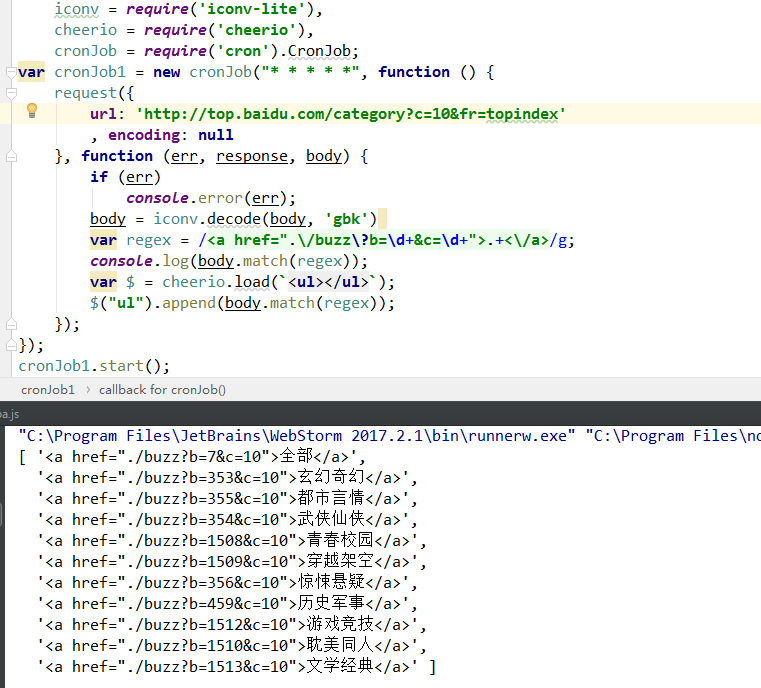 iconv = require('iconv-lite'),
cheerio = require('cheerio'),
cronJob = require('cron').CronJob;
var cronJob1 = new cronJob("* * * * *", function () {
request({
url: 'http://top.baidu.com/category?c=10&fr=topindex'
, encoding: null
}, function (err, response, body) {
if (err)
console.error(err);
body = iconv.decode(body, 'gbk')
var regex = /<a href=".\/buzz\?b=\d+&c=\d+">.+<\/a>/g;
console.log(body.match(regex));
var $ = cheerio.load(`<ul></ul>`);
$("ul").append(body.match(regex));
});
});
cronJob1.start();
cronJob1 › callback for cronJob()
pa.js
"C:\Program Files\JetBrains\WebStorm 2017.2.1\bin\runnerw.exe" "C:\Program Files\no
[ '<a href="./buzz?b=7&c=10">全部</a>',
'<a href="./buzz?b=353&c=10">玄幻奇幻</a>',
'<a href="./buzz?b=355&c=10">都市言情</a>',
'<a href="./buzz?b=354&c=10">武侠仙侠</a>',
'<a href="./buzz?b=1508&c=10">青春校园</a>',
'<a href="./buzz?b=1509&c=10">穿越架空</a>',
'<a href="./buzz?b=356&c=10">惊悚悬疑</a>',
'<a href="./buzz?b=459&c=10">历史军事</a>',
'<a href="./buzz?b=1512&c=10">游戏竞技</a>',
'<a href="./buzz?b=1510&c=10">耽美同人</a>',
'<a href="./buzz?b=1513&c=10">文学经典</a>' ]